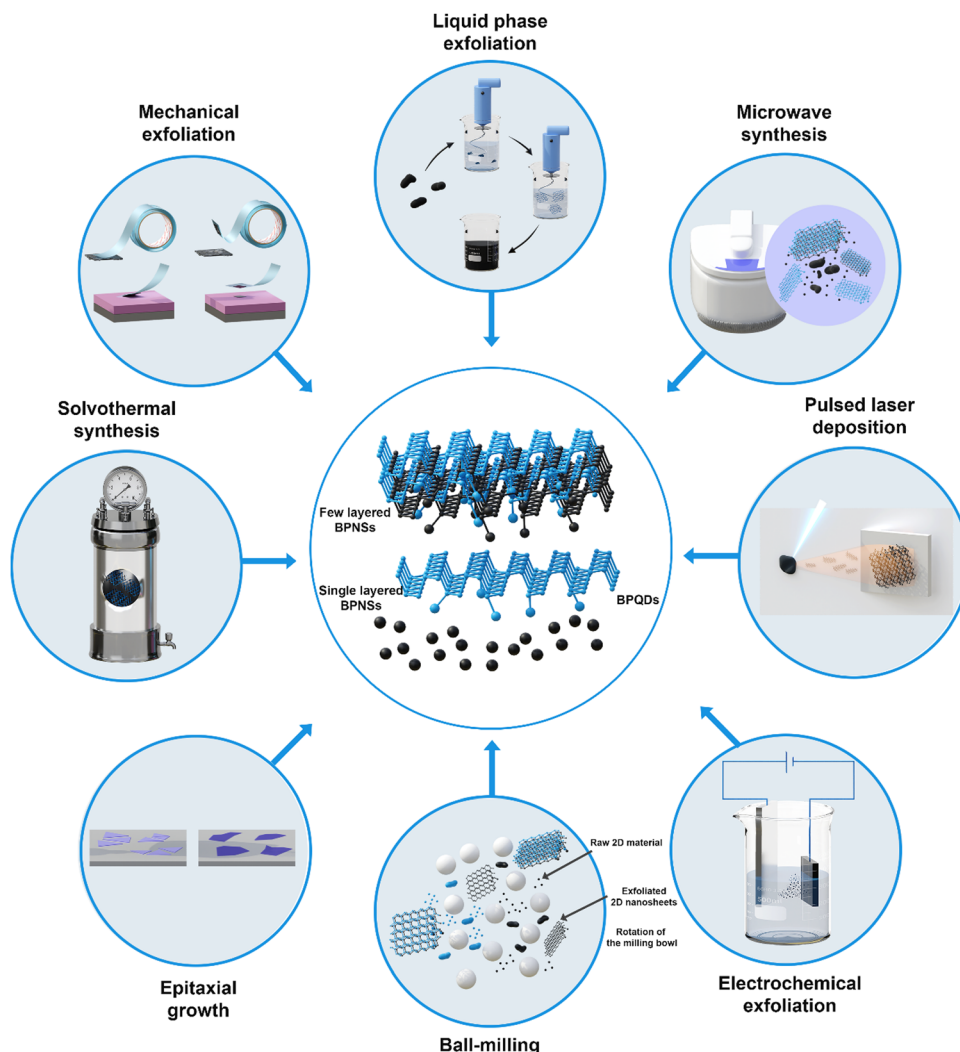 Liquid phase
exfoliation
Mechanical
exfoliation
Microwave
synthesis
Solvothermal
synthesis
Pulsed laser
deposition
Few layered
BPNSs
Single layered
BPNSs
BPQDs
Raw 2D material
Exfoliated
2D nanosheets
Rotation of
the milling bowl
Epitaxial
growth
Electrochemical
exfoliation
Ball-milling